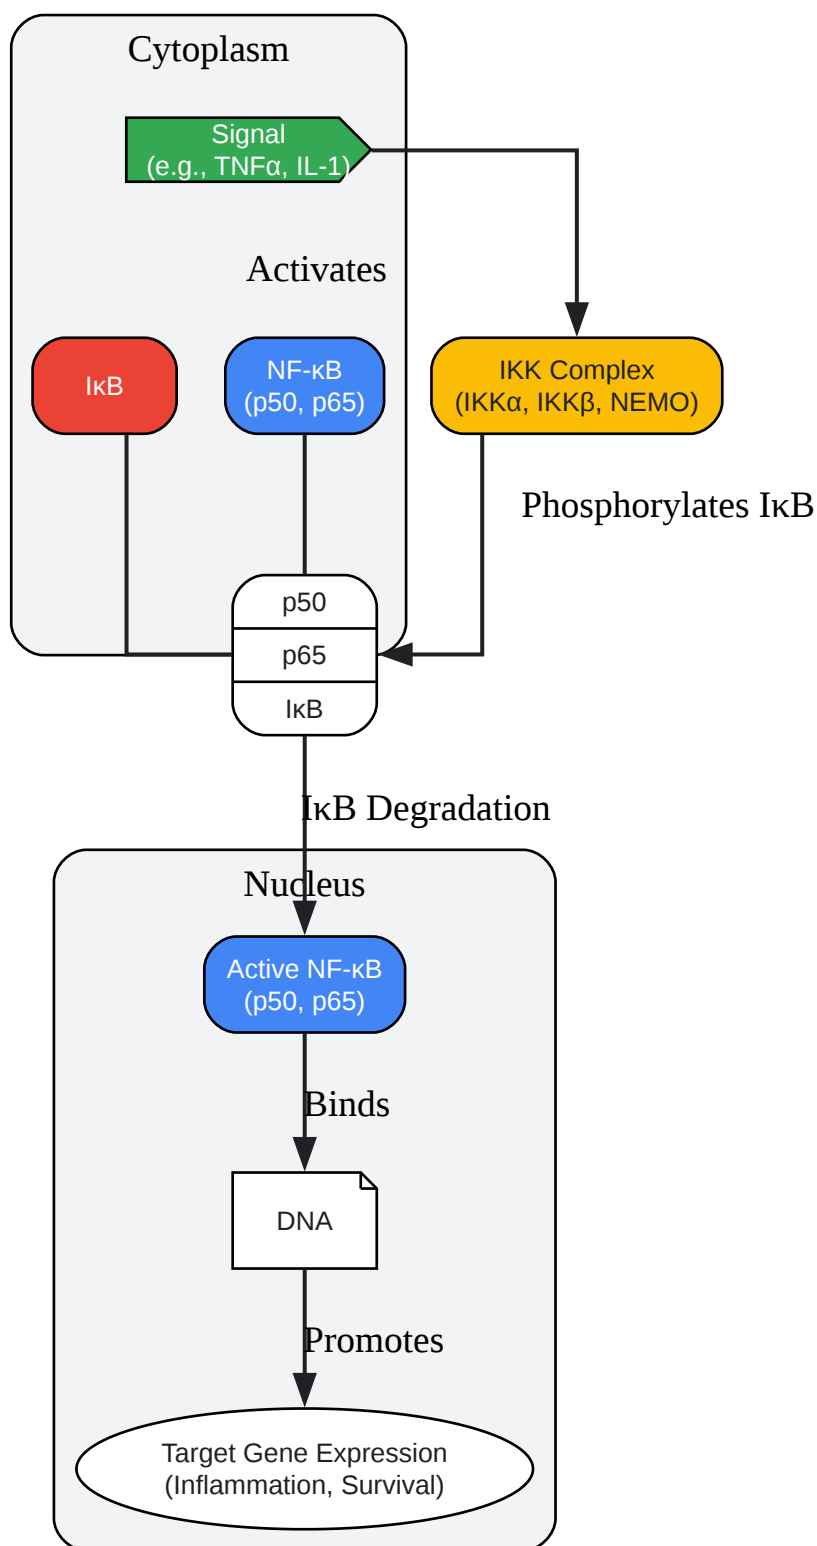 Cytoplasm
Signal
(e.g., TNFα, IL-1)
Activates
IκB
NF-κB
(p50, p65)
IKK Complex
(IKKα, IKKβ, NEMO)
Phosphorylates IκB
p50
p65
IκB
IκB Degradation
Nucleus
Active NF-κB
(p50, p65)
Binds
DNA
Promotes
Target Gene Expression
(Inflammation, Survival)